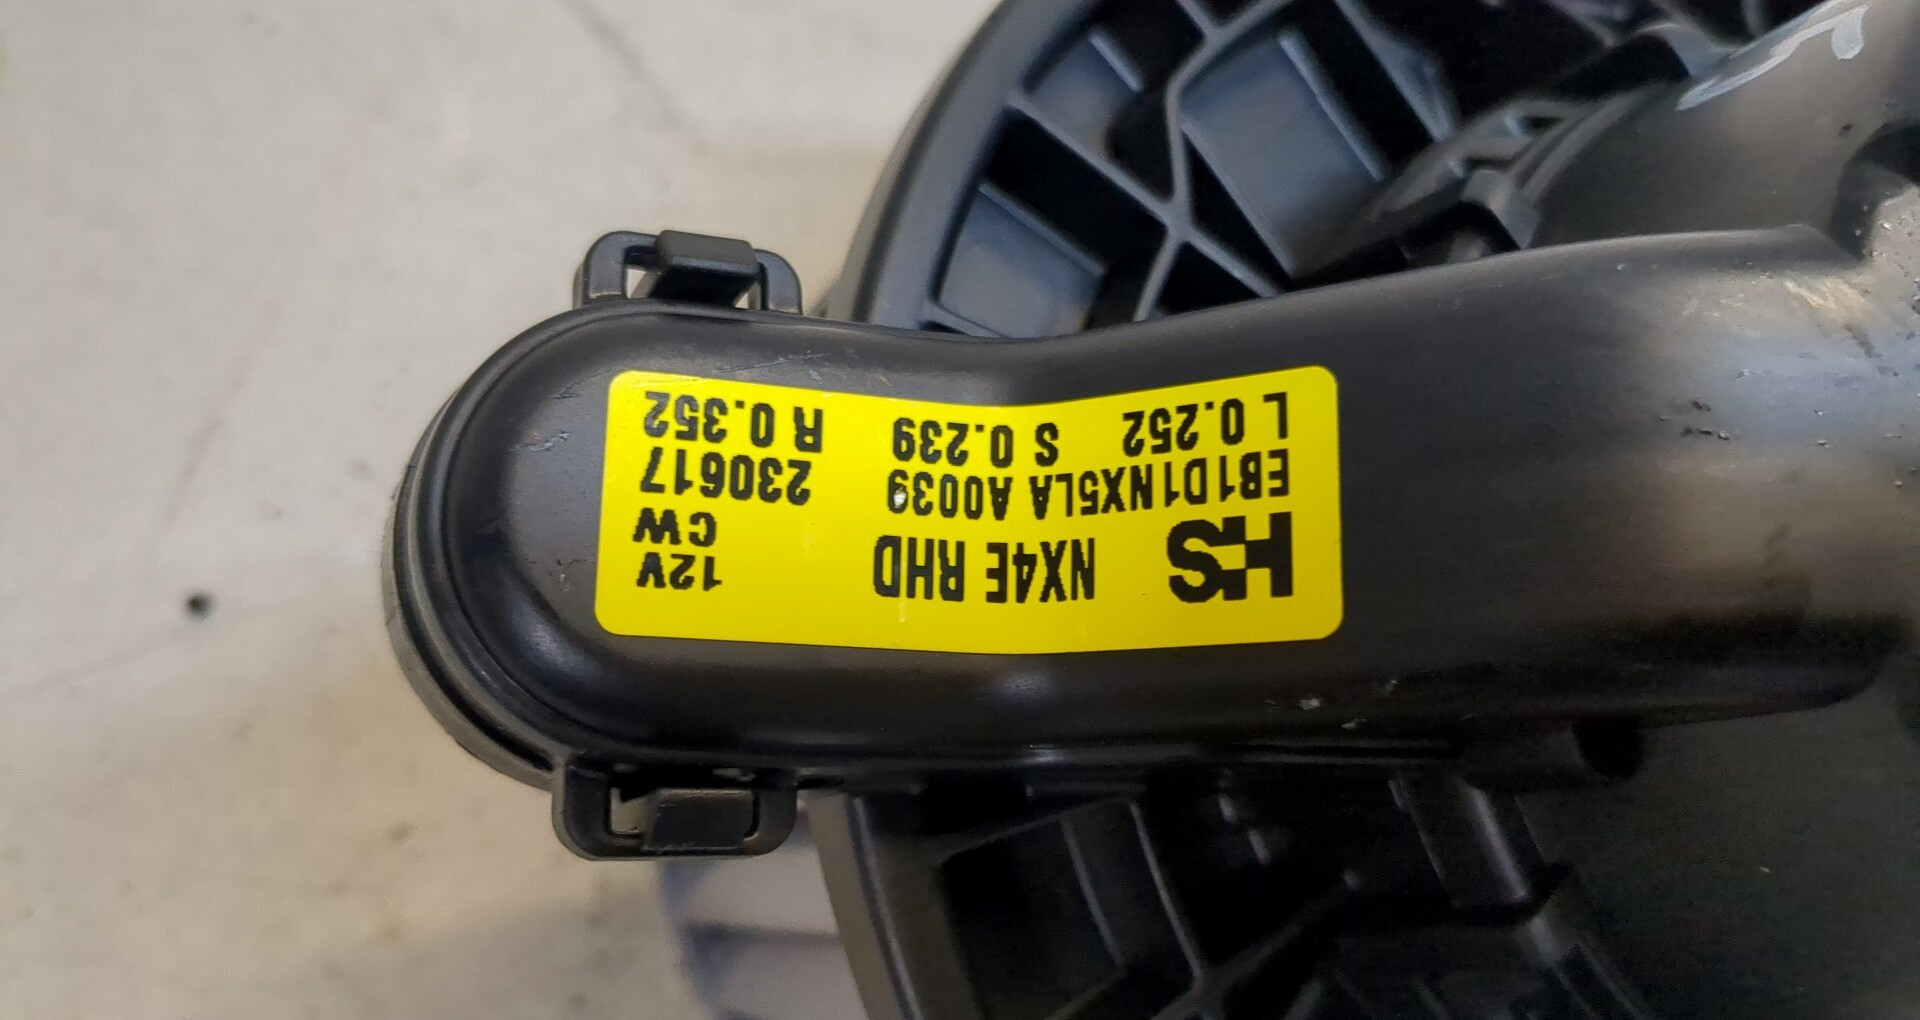 HS NX4E RHD 12V
CW
EB1D1NX5LA A0039 230617
L 0.252 S 0.239 R 0.352